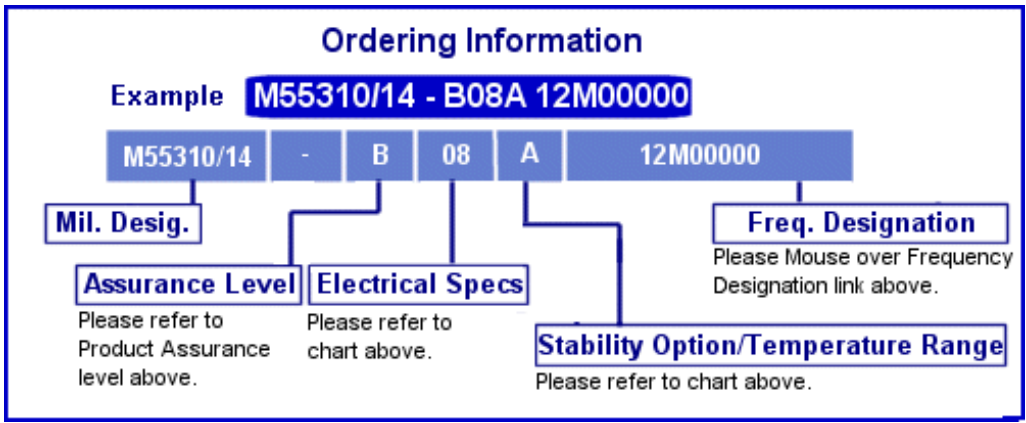 Ordering Information
Example M55310/14 - B08A 12M00000
M55310/14 - B 08 A 12M00000
Mil. Desig.
Freq. Designation
Please Mouse over Frequency
Designation link above.
Assurance Level
Please refer to
Product Assurance
level above.
Electrical Specs
Please refer to
chart above.
Stability Option/Temperature Range
Please refer to chart above.